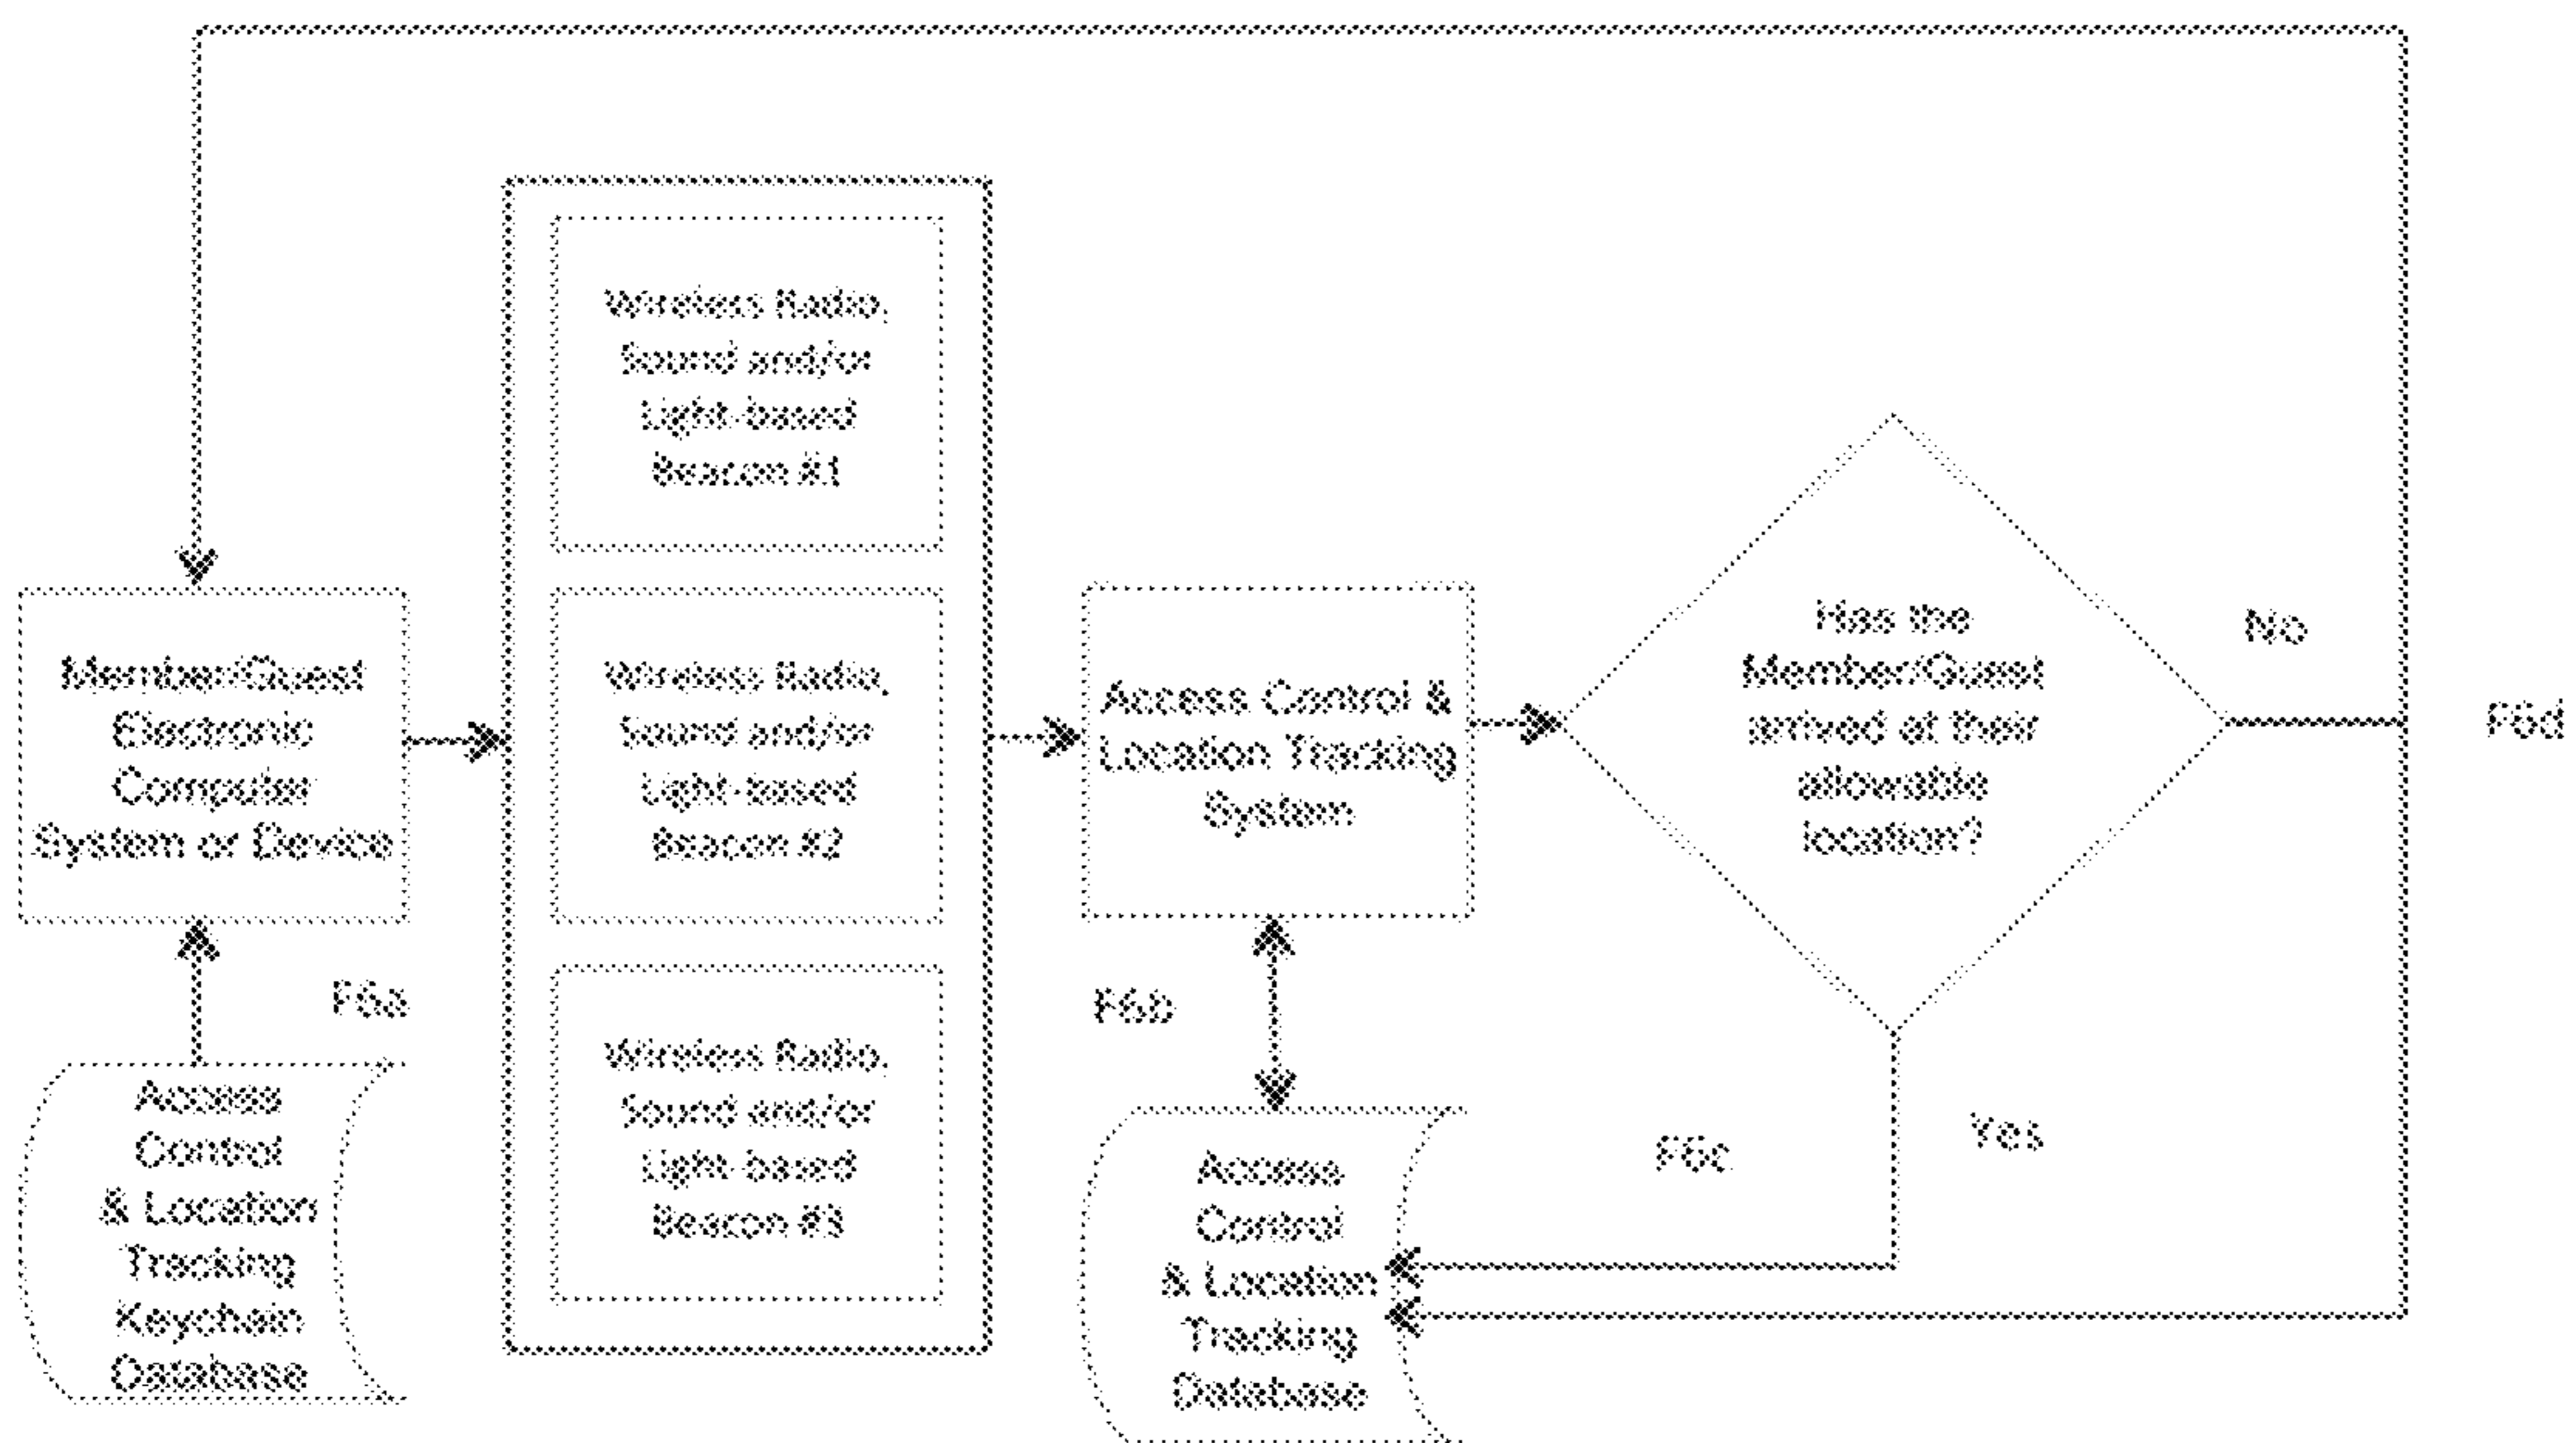 Wireless Radio,
Sound and/or
Light-based
Beacon #1
Member/Guest
Electronic
Computer
System or Device
Wireless Radio,
Sound and/or
Light-based
Beacon #2
Access Control &
Location Tracking
System
Has the
Member/Guest
arrived at their
allowable
location?
No
F6d
F6a
Access
Control
& Location
Tracking
Keychain
Database
Wireless Radio,
Sound and/or
Light-based
Beacon #3
F6b
Access
Control
& Location
Tracking
Database
F6c
Yes